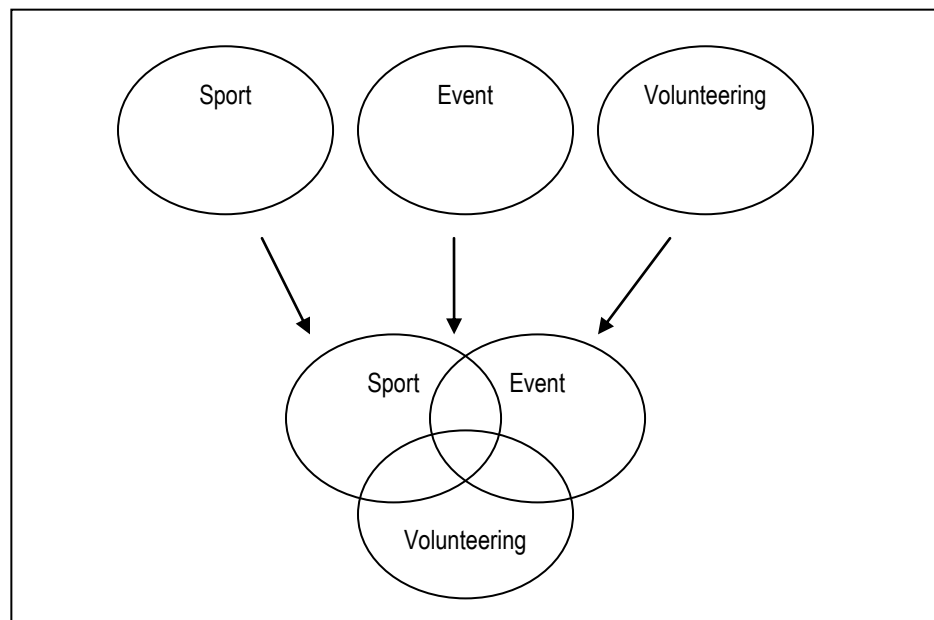 Sport
Event
Volunteering
Sport
Event
Volunteering